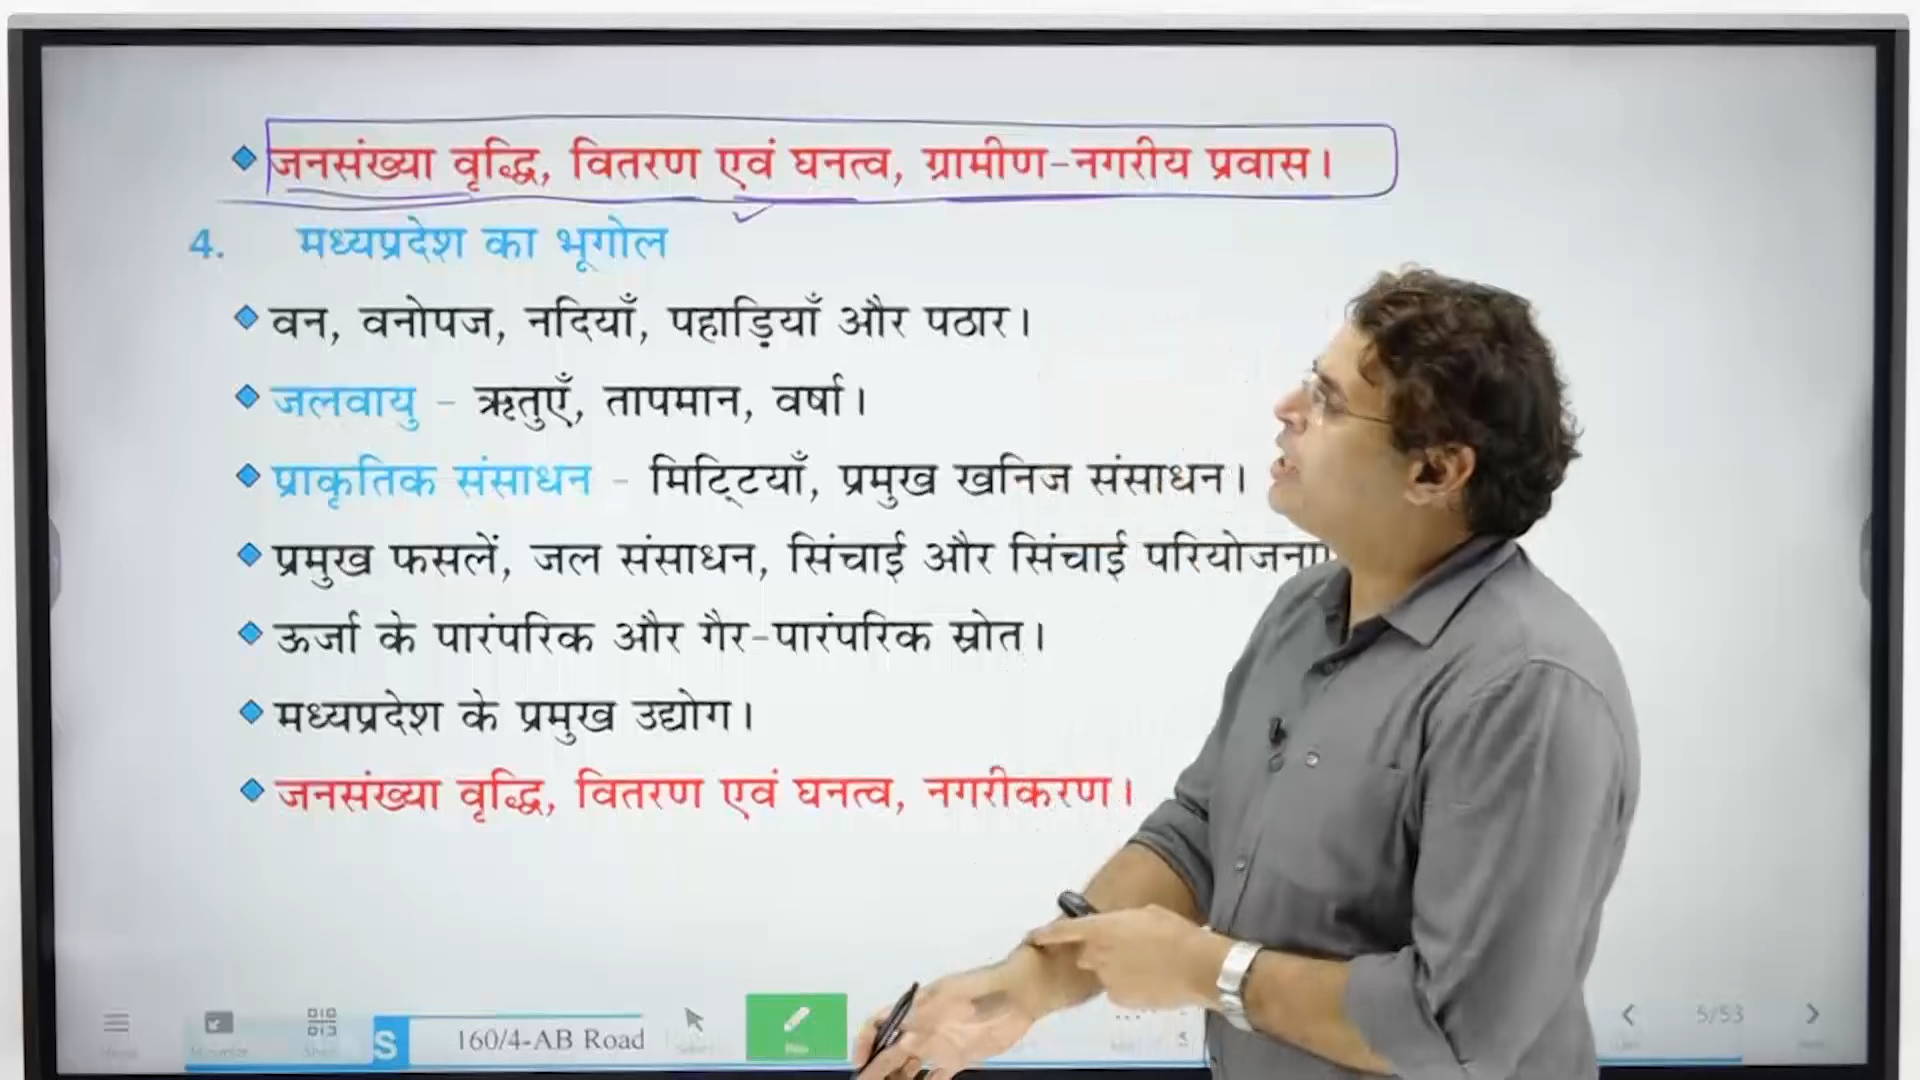 जनसंख्या वृद्धि, वितरण एवं घनत्व, ग्रामीण-नगरीय प्रवास।
4. मध्यप्रदेश का भूगोल
वन, वनोपज, नदियाँ, पहाड़ियाँ और पठार।
जलवायु - ऋतुएँ, तापमान, वर्षा।
प्राकृतिक संसाधन - मिट्टियाँ, प्रमुख खनिज संसाधन।
प्रमुख फसलें, जल संसाधन, सिंचाई और सिंचाई
ऊर्जा के पारंपरिक और गैर-पारंपरिक स्रोत।
मध्यप्रदेश के प्रमुख उद्योग।
जनसंख्या वृद्धि, वितरण एवं घनत्व, नगरीकरण।
S 160/4-AB Road 5/53